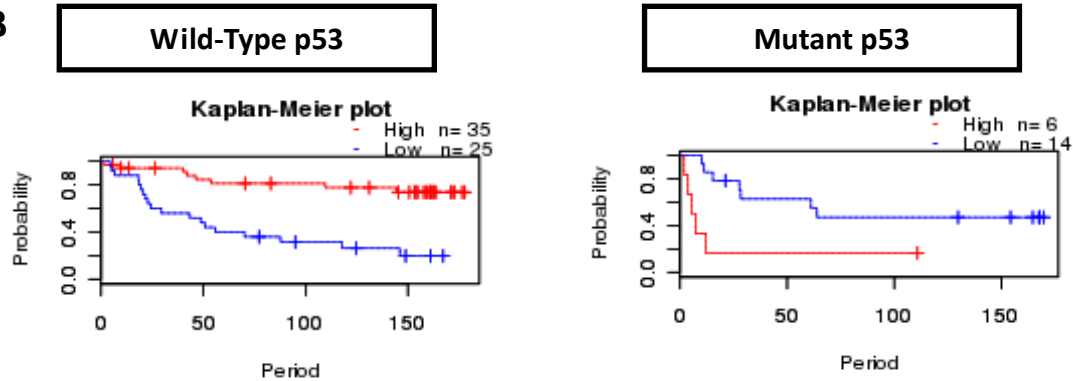 B
Wild-Type p53
Kaplan-Meier plot
High n= 35
Low n= 25
Probability
0.8
0.4
0.0
0 50 100 150
Period
Mutant p53
Kaplan-Meier plot
High n= 6
Low n= 14
Probability
0.8
0.4
0.0
0 50 100 150
Period